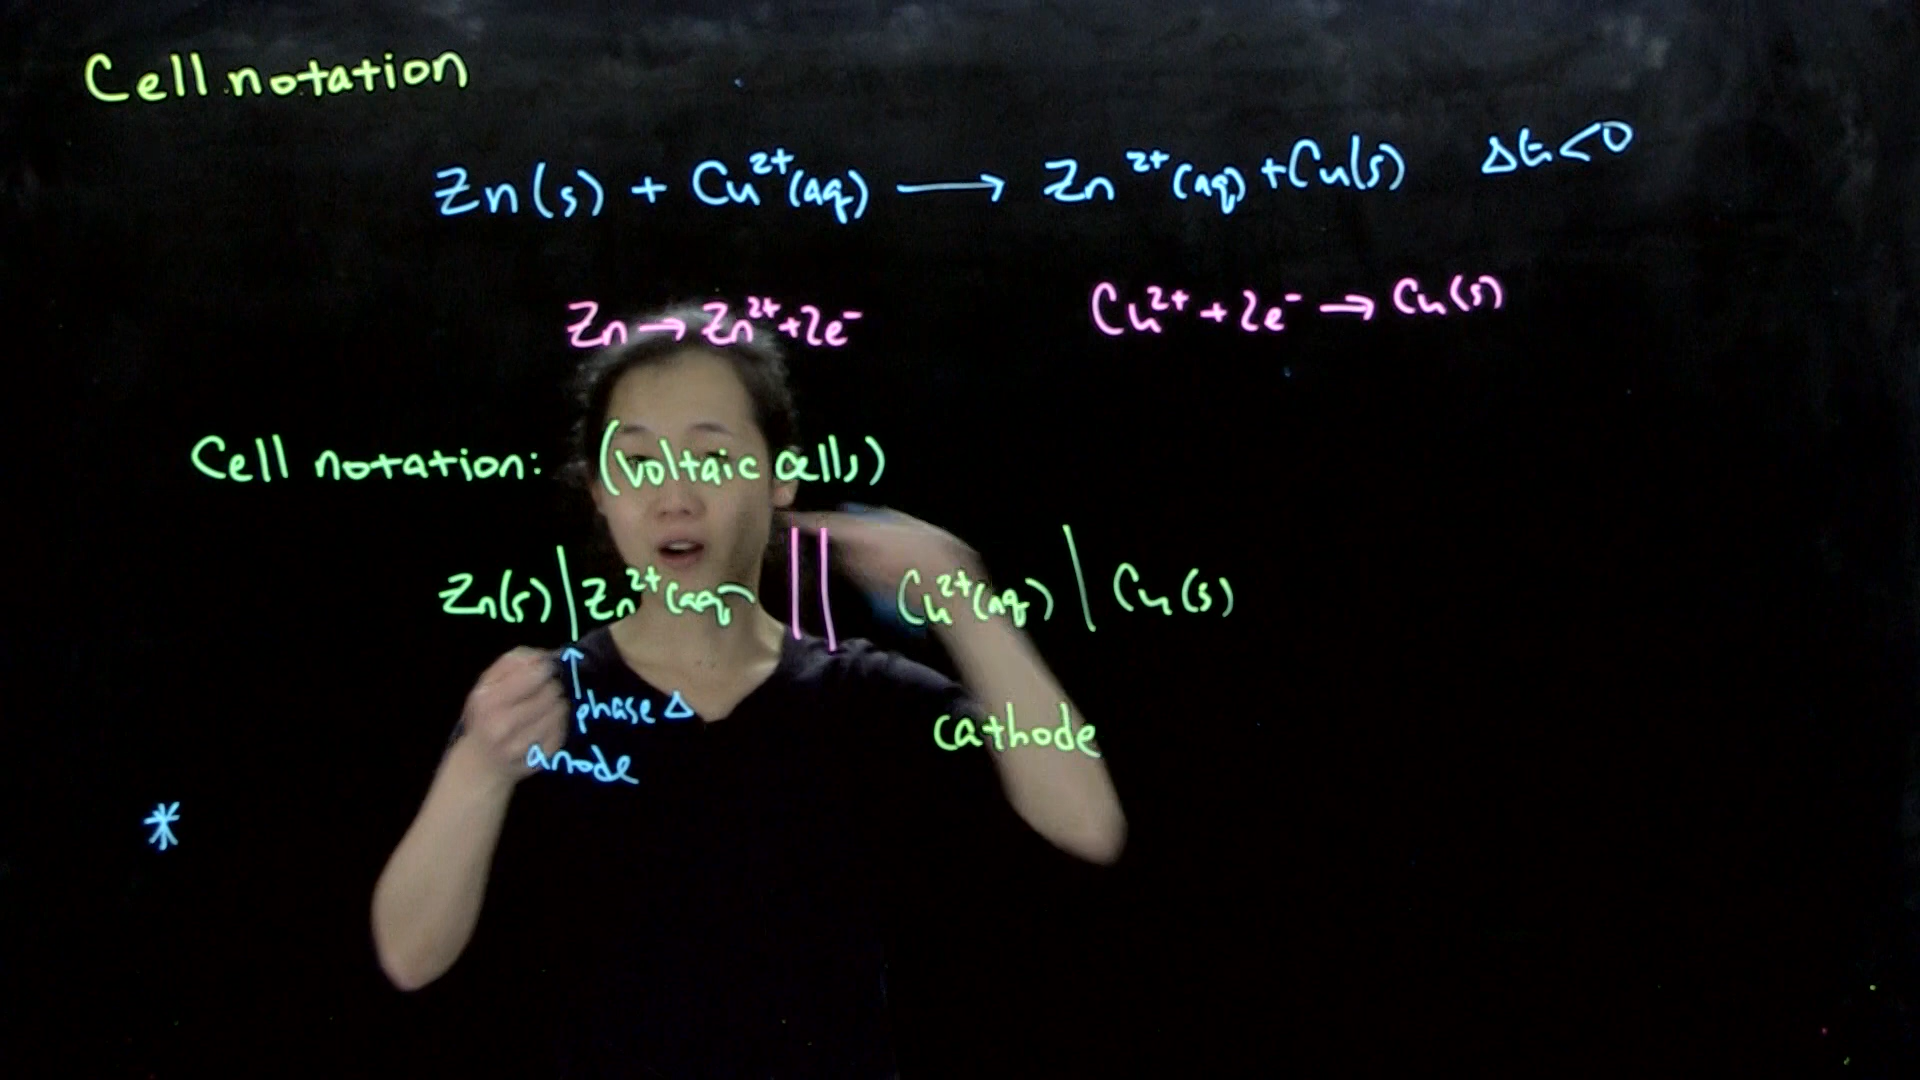 Cell notation
Zn(s) + Cu²⁺(aq) ⟶ Zn²⁺(aq) + Cu(s) ΔG<0
Zn → Zn²⁺ + 2e⁻
Cu²⁺ + 2e⁻ → Cu(s)
Cell notation: (voltaic cells)
Zn(s) | Zn²⁺(aq) || Cu²⁺(aq) | Cu(s)
↑
phase Δ
anode
cathode
*